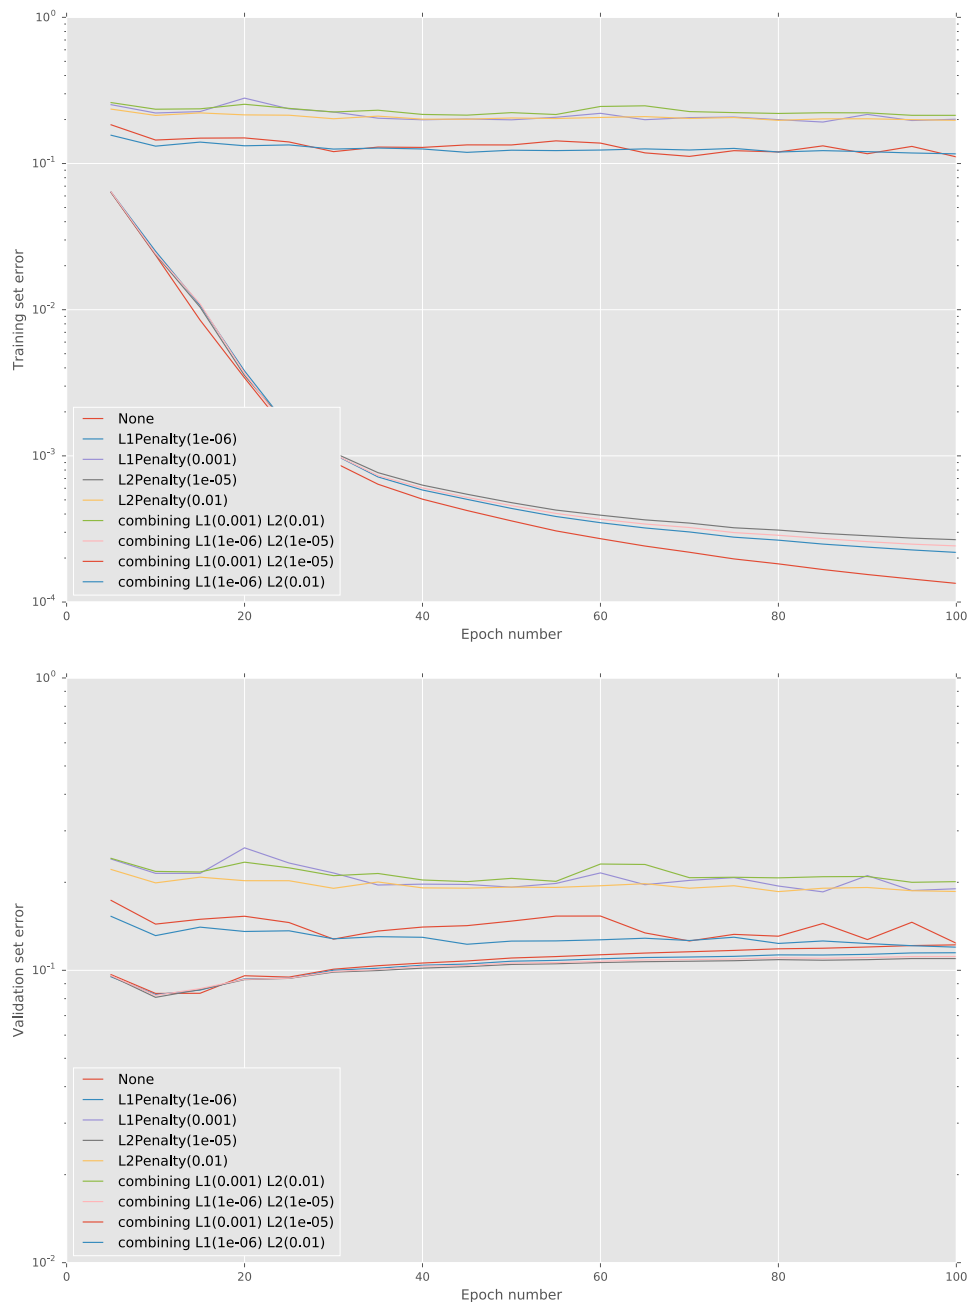 10^0
10^-1
10^-2
10^-3
10^-4
Training set error
None
L1Penalty(1e-06)
L1Penalty(0.001)
L2Penalty(1e-05)
L2Penalty(0.01)
combining L1(0.001) L2(0.01)
combining L1(1e-06) L2(1e-05)
combining L1(0.001) L2(1e-05)
combining L1(1e-06) L2(0.01)
0 20 40 60 80 100
Epoch number
10^0
10^-1
10^-2
Validation set error
None
L1Penalty(1e-06)
L1Penalty(0.001)
L2Penalty(1e-05)
L2Penalty(0.01)
combining L1(0.001) L2(0.01)
combining L1(1e-06) L2(1e-05)
combining L1(0.001) L2(1e-05)
combining L1(1e-06) L2(0.01)
0 20 40 60 80 100
Epoch number